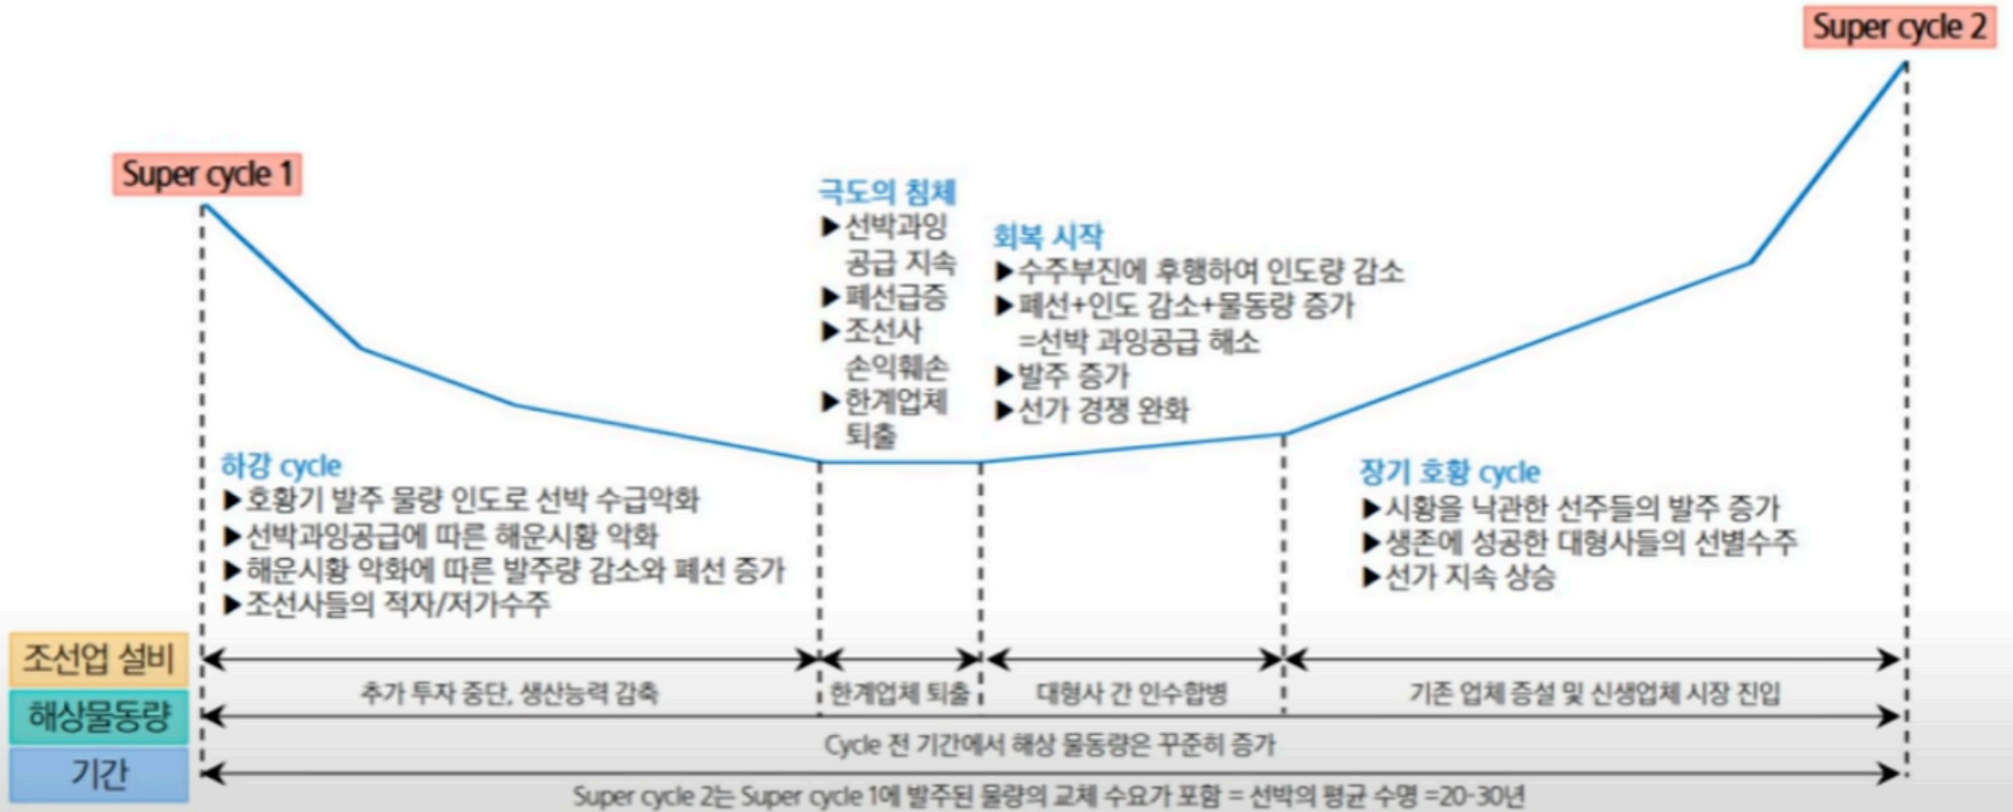 Super cycle 2
Super cycle 1
극도의 침체
▶선박과잉
공급 지속
▶폐선급증
▶조선사
손익훼손
▶한계업체
퇴출
회복 시작
▶수주부진에 후행하여 인도량 감소
▶폐선+인도 감소+물동량 증가
=선박 과잉공급 해소
▶발주 증가
▶선가 경쟁 완화
하강 cycle
▶호황기 발주 물량 인도로 선박 수급악화
▶선박과잉공급에 따른 해운시황 악화
▶해운시황 악화에 따른 발주량 감소와 폐선 증가
▶조선사들의 적자/저가수주
장기 호황 cycle
▶시황을 낙관한 선주들의 발주 증가
▶생존에 성공한 대형사들의 선별수주
▶선가 지속 상승
조선업 설비
추가 투자 중단, 생산능력 감축
한계업체 퇴출
대형사 간 인수합병
기존 업체 증설 및 신생업체 시장 진입
해상물동량
Cycle 전 기간에서 해상 물동량은 꾸준히 증가
기간
Super cycle 2는 Super cycle 1에 발주된 물량의 교체 수요가 포함 = 선박의 평균 수명 =20-30년